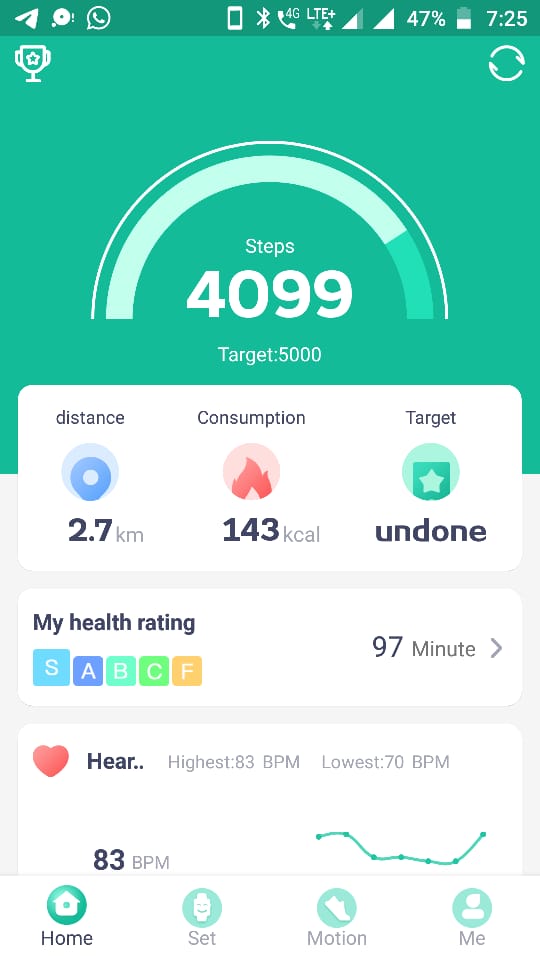 4G LTE+ 47% 7:25
Steps
4099
Target:5000
distance Consumption Target
2.7 km 143 kcal undone
My health rating
S A B C F
97 Minute
Hear.. Highest:83 BPM Lowest:70 BPM
83 BPM
Home Set Motion Me